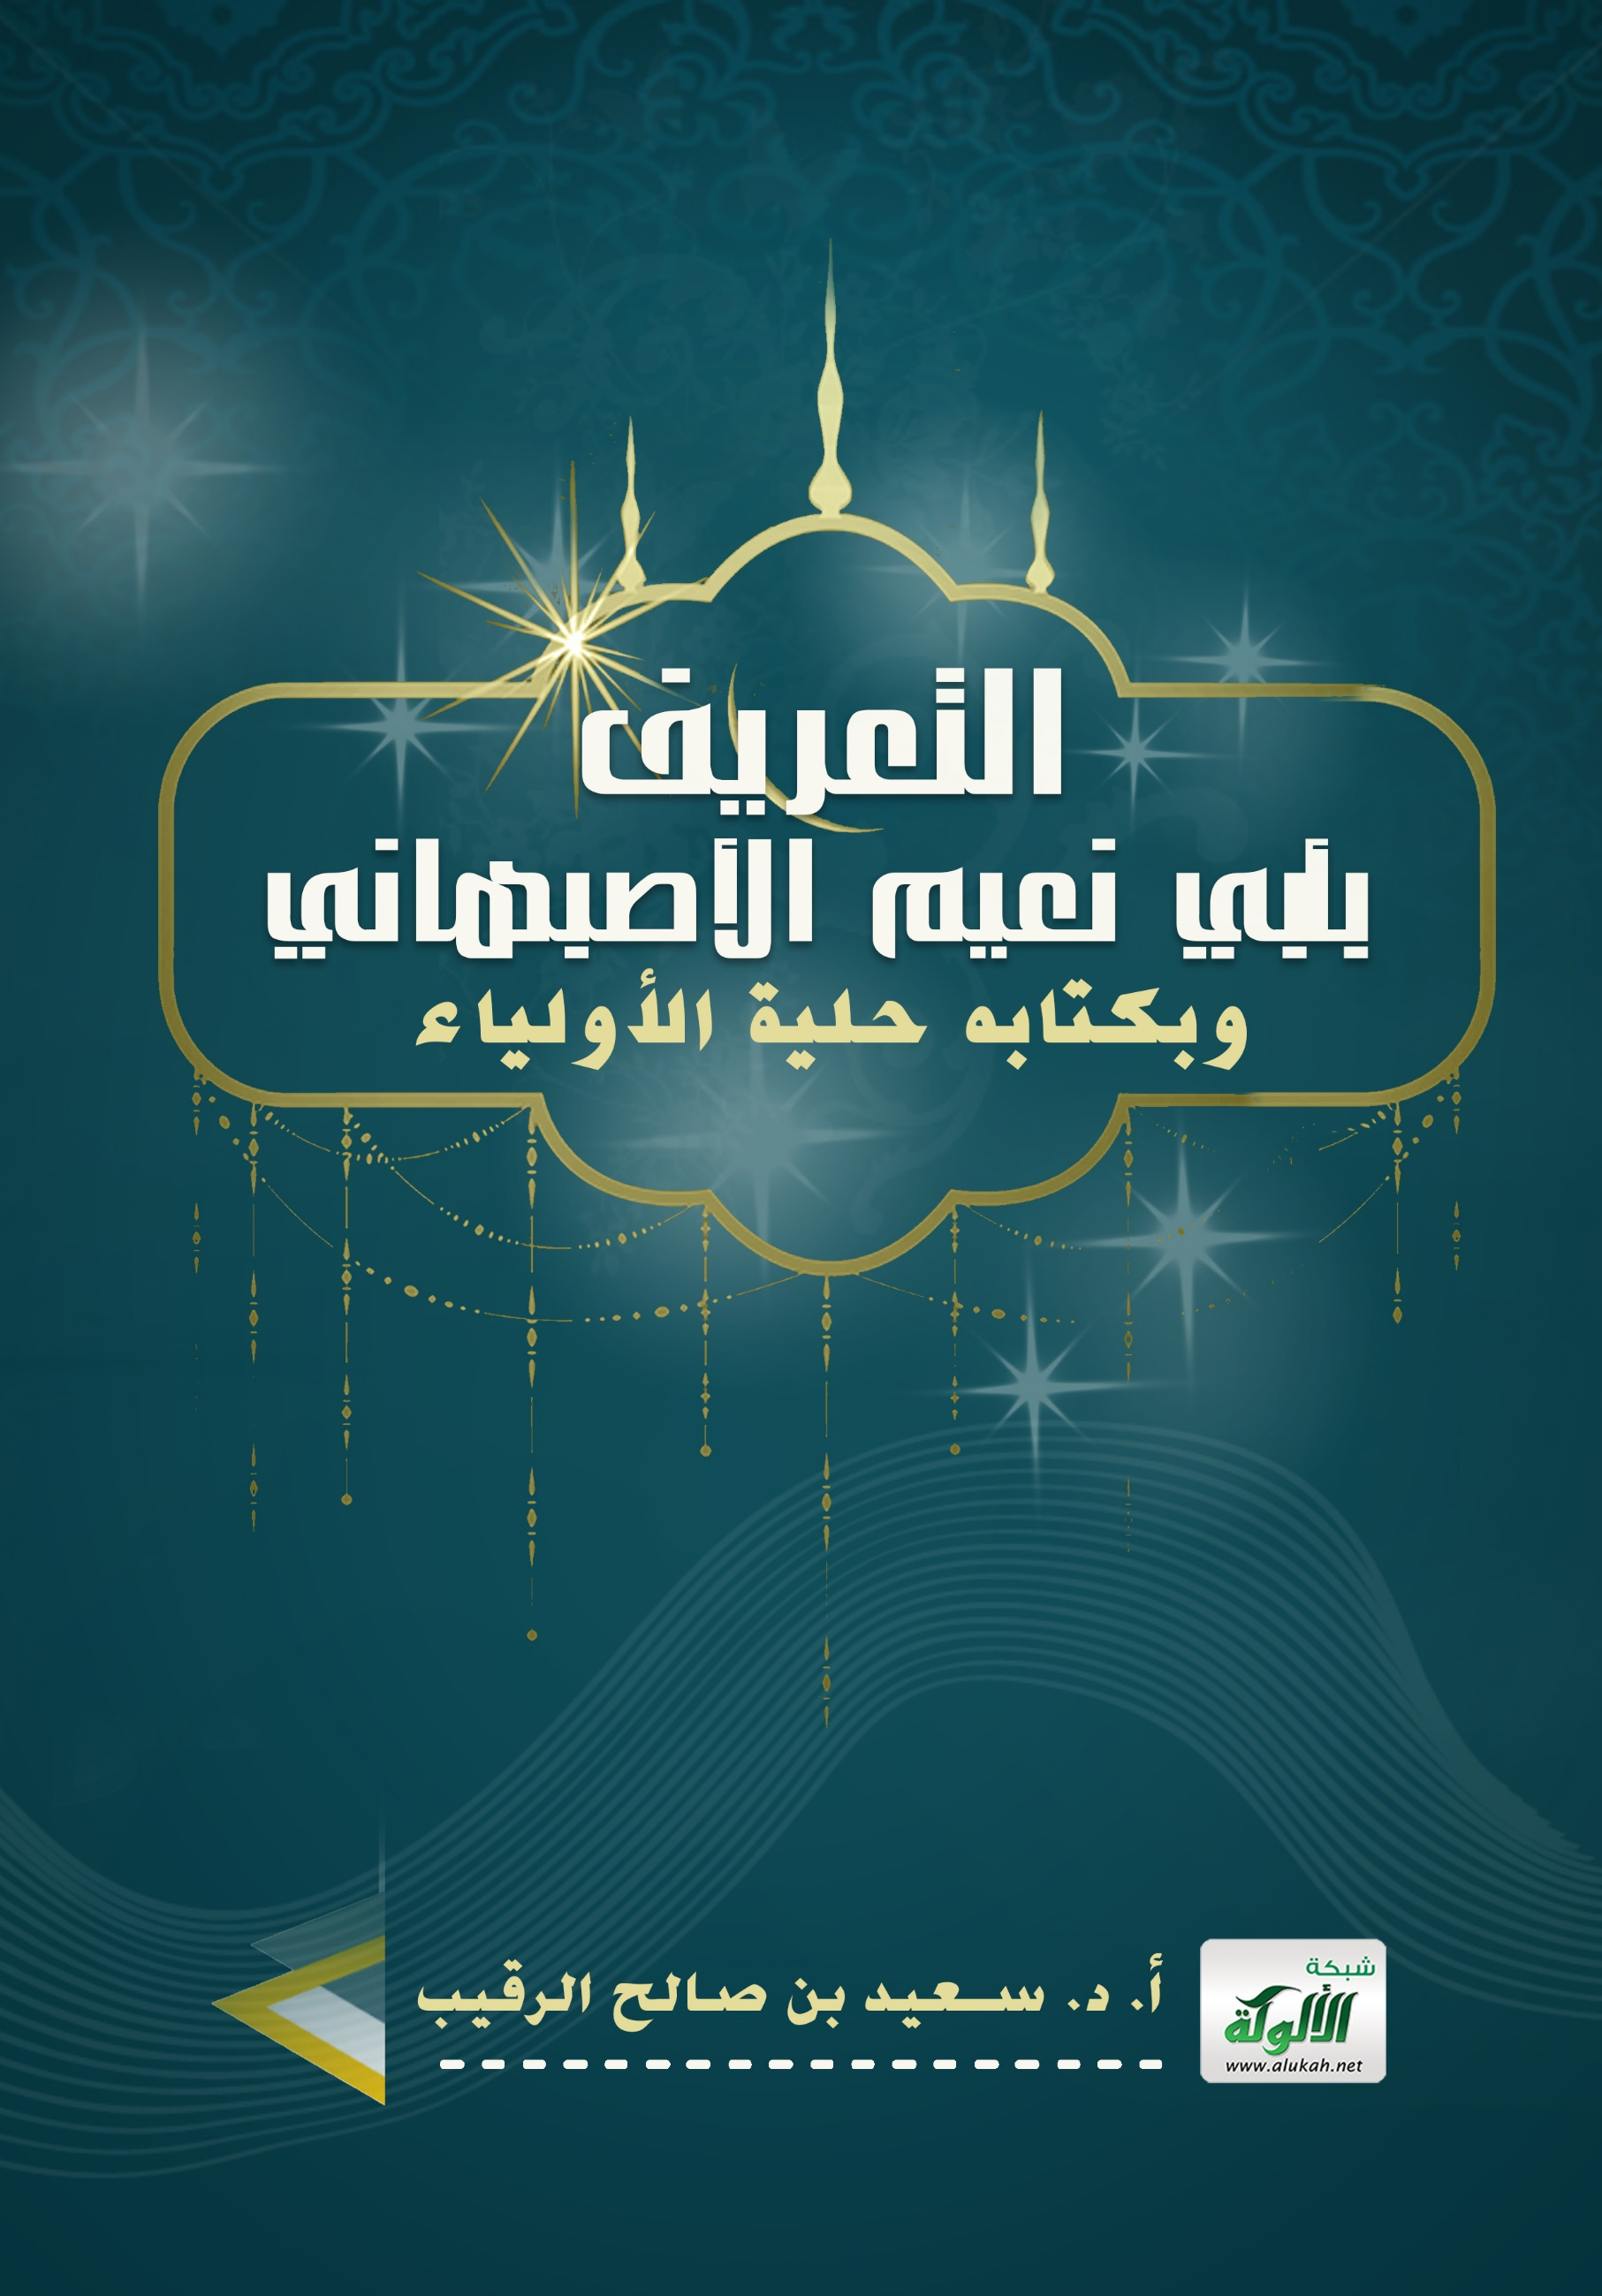 التعريف
بأبي نعيم الأصبهاني
وبكتابه حلية الأولياء
أ. د. سعيد بن صالح الرقيب
شبكة
الألوكة
www.alukah.net